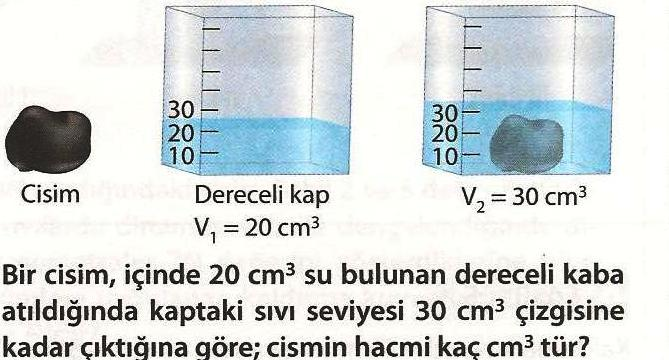 30
20
10
30
20
10
Cisim
Dereceli kap
V₁ = 20 cm³
V₂ = 30 cm³
Bir cisim, içinde 20 cm³ su bulunan dereceli kaba
atıldığında kaptaki sıvı seviyesi 30 cm³ çizgisine
kadar çıktığına göre; cismin hacmi kaç cm³ tür?